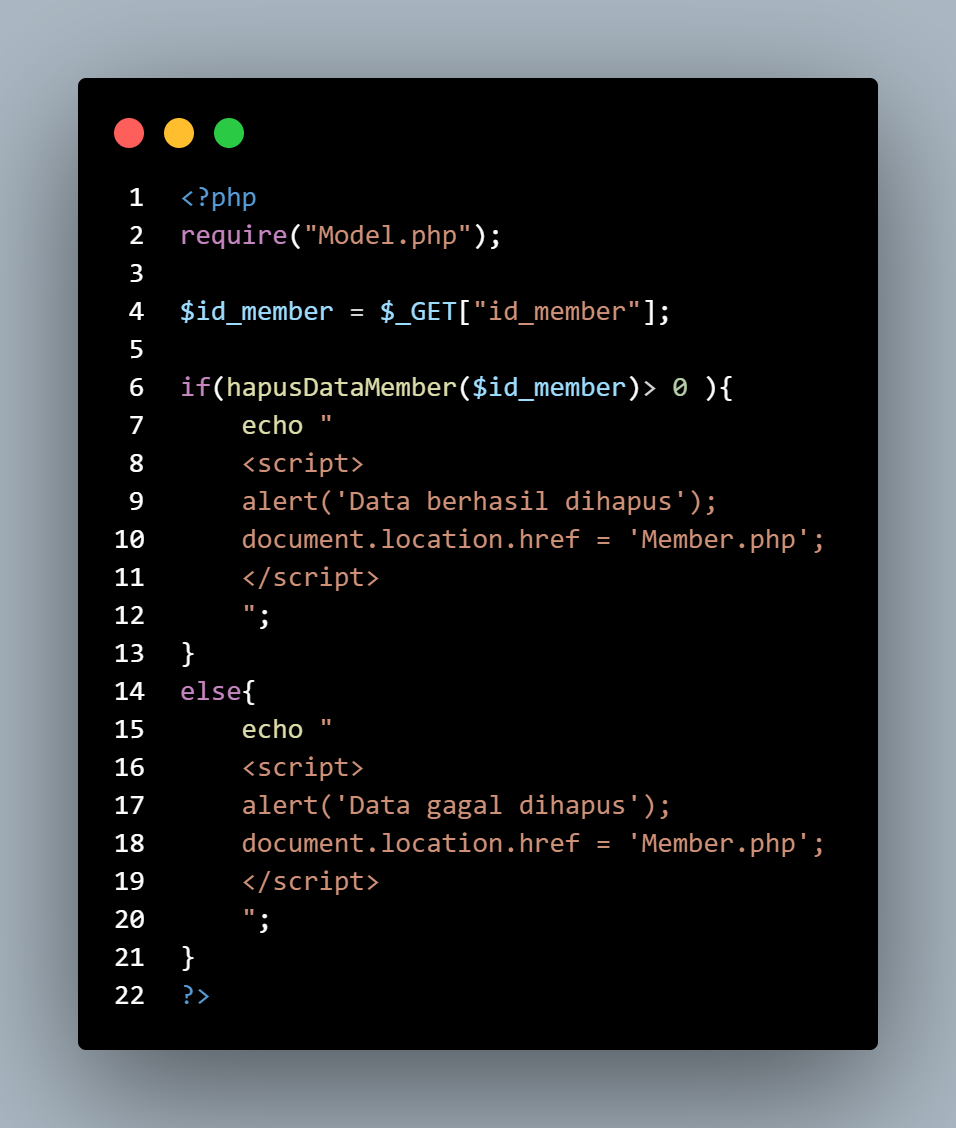 1 <?php
2 require("Model.php");
3
4 $id_member = $_GET["id_member"];
5
6 if(hapusDataMember($id_member)> 0 ){
7     echo "
8     <script>
9     alert('Data berhasil dihapus');
10     document.location.href = 'Member.php';
11     </script>
12     ";
13 }
14 else{
15     echo "
16     <script>
17     alert('Data gagal dihapus');
18     document.location.href = 'Member.php';
19     </script>
20     ";
21 }
22 ?>